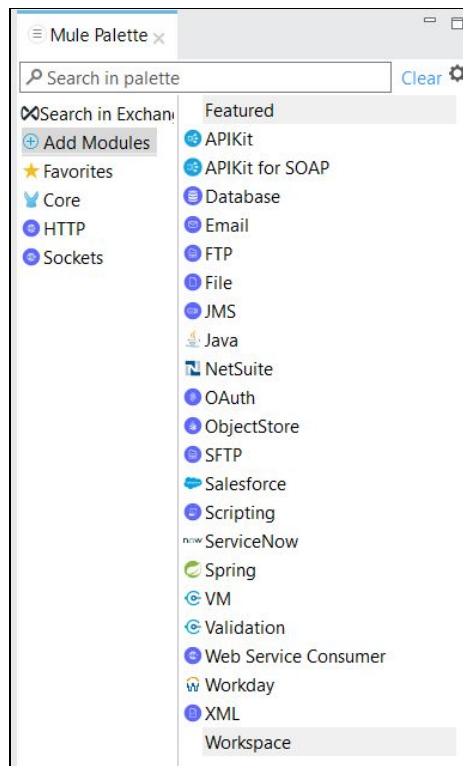 Mule Palette
Search in palette
Clear
Search in Exchan
Add Modules
Favorites
Core
HTTP
Sockets
Featured
APIKit
APIKit for SOAP
Database
Email
FTP
File
JMS
Java
NetSuite
OAuth
ObjectStore
SFTP
Salesforce
Scripting
now ServiceNow
Spring
VM
Validation
Web Service Consumer
Workday
XML
Workspace